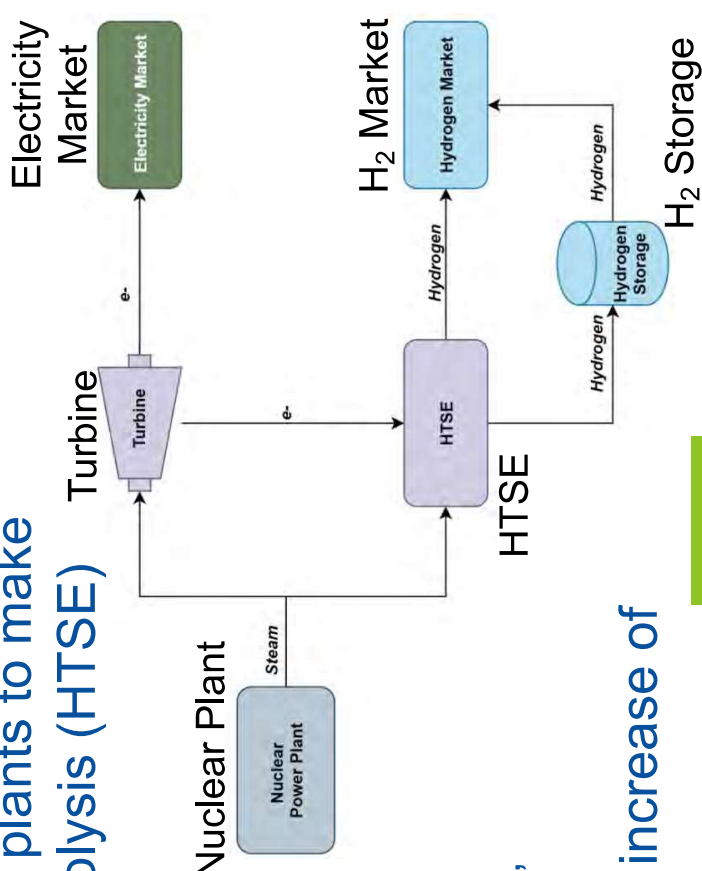 plants to make
olysis (HTSE)
Electricity
Market
Turbine
Turbine
e-
Electricity Market
Nuclear Plant
Nuclear
Power Plant
Steam
e-
H₂ Market
HTSE
Hydrogen
Hydrogen Market
HTSE
Hydrogen
Hydrogen
Storage
Hydrogen
H₂ Storage
,
increase of